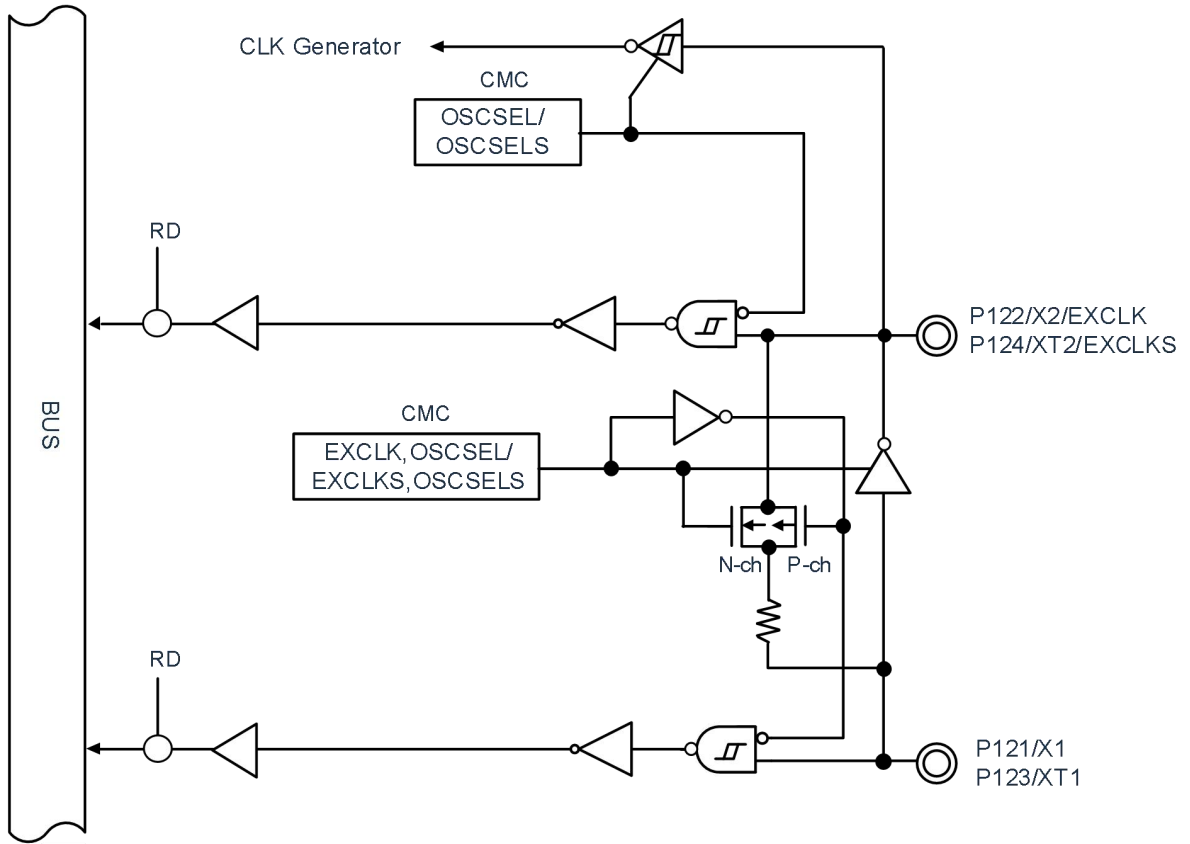 CLK Generator
CMC
OSCSEL/
OSCSELS
RD
P122/X2/EXCLK
P124/XT2/EXCLKS
BUS
CMC
EXCLK,OSCSEL/
EXCLKS,OSCSELS
N-ch
P-ch
RD
P121/X1
P123/XT1